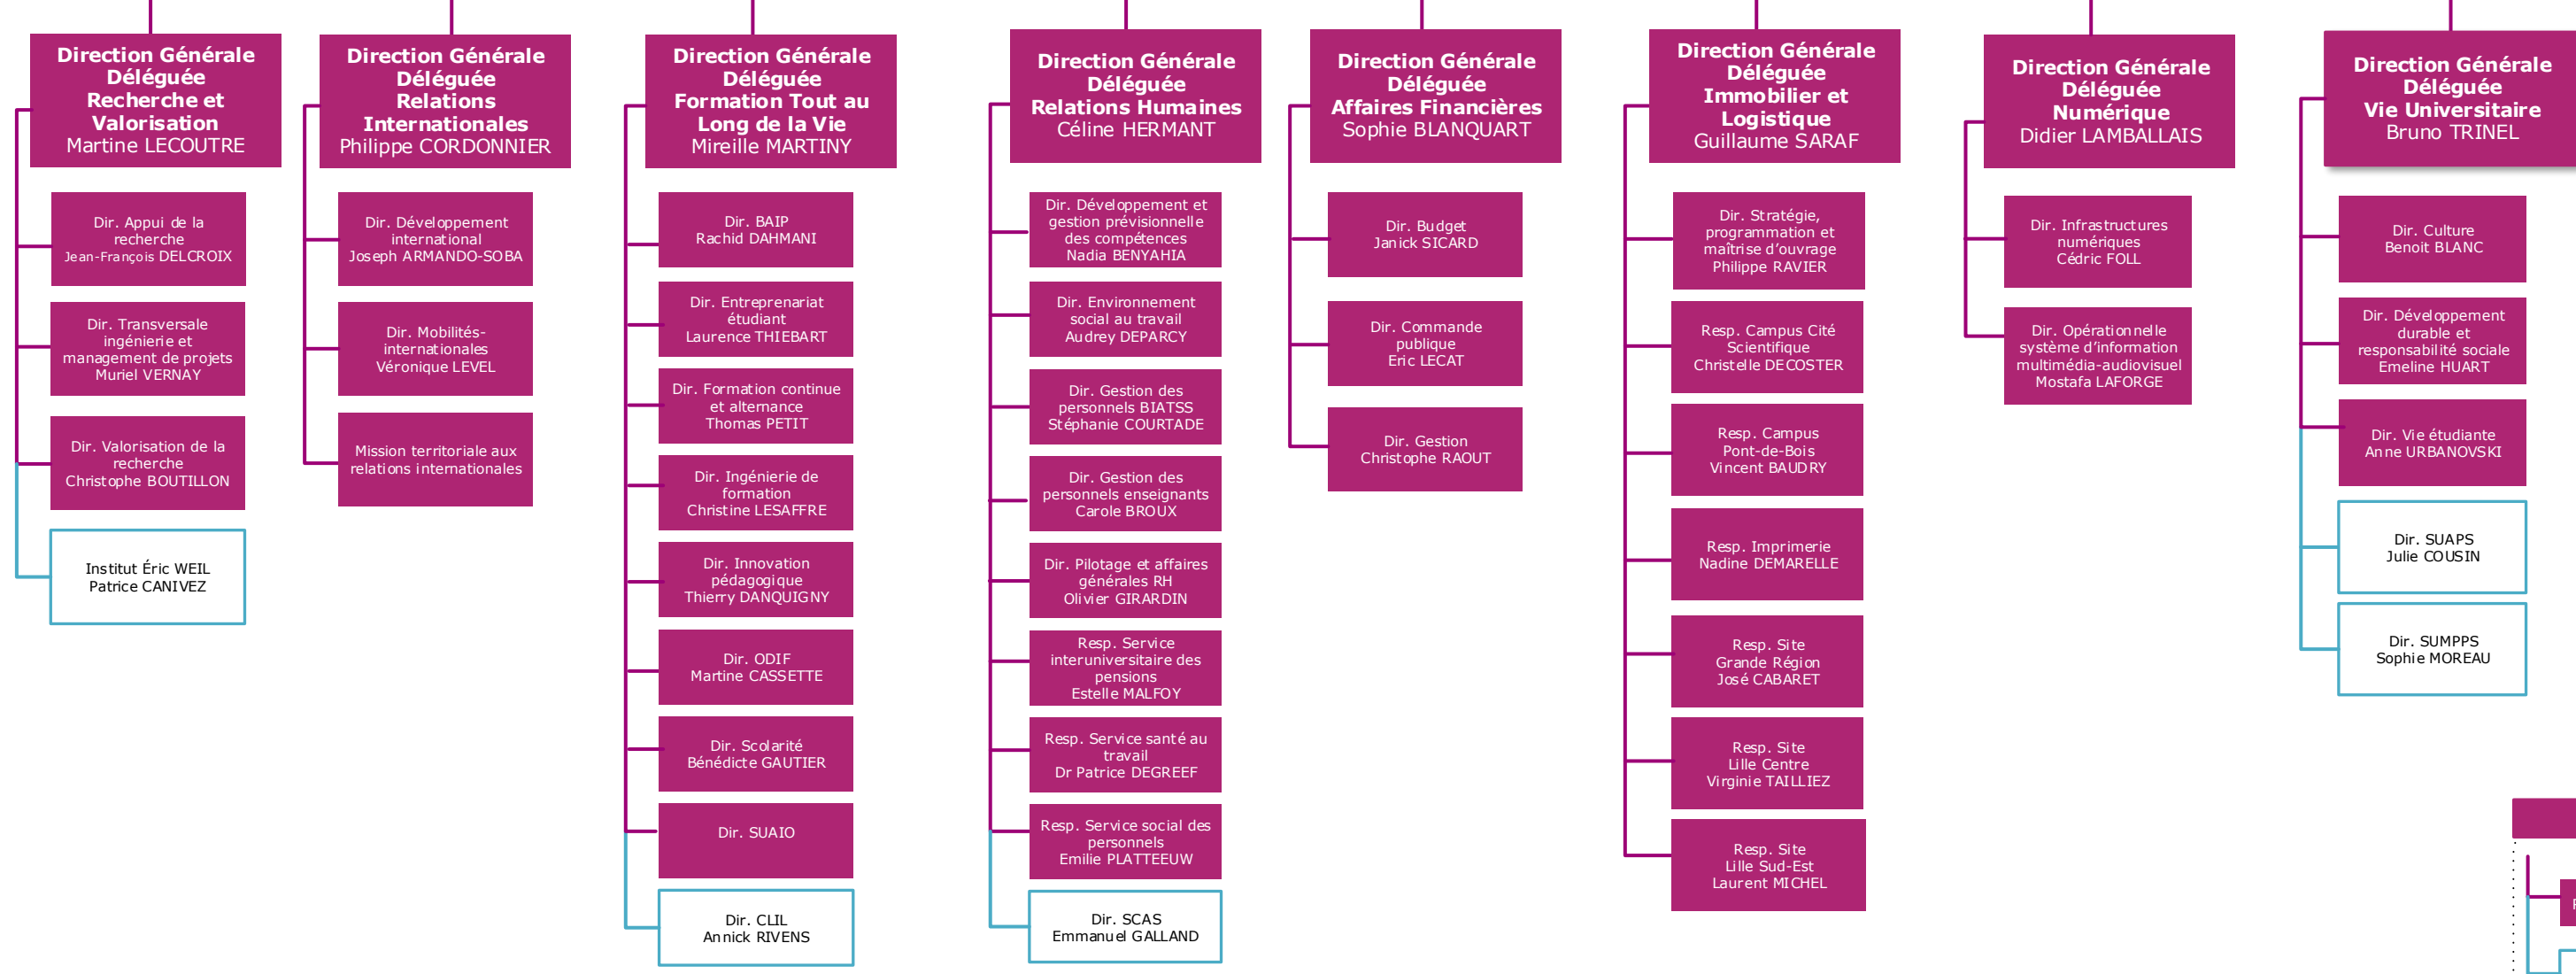 Direction Générale
Déléguée
Recherche et
Valorisation
Martine LECOUTRE
Dir. Appui de la
recherche
Jean-François DELCROIX
Dir. Transversale
ingénierie et
management de projets
Muriel VERNAY
Dir. Valorisation de la
recherche
Christophe BOUTILLON
Institut Éric WEIL
Patrice CANIVEZ
Direction Générale
Déléguée
Relations
Internationales
Philippe CORDONNIER
Dir. Développement
international
Joseph ARMANDO-SOBA
Dir. Mobilités-
internationales
Véronique LEVEL
Mission territoriale aux
relations internationales
Direction Générale
Déléguée
Formation Tout au
Long de la Vie
Mireille MARTINY
Dir. BAIP
Rachid DAHMANI
Dir. Entreprenariat
étudiant
Laurence THIEBART
Dir. Formation continue
et alternance
Thomas PETIT
Dir. Ingénierie de
formation
Christine LESAFFRE
Dir. Innovation
pédagogique
Thierry DANQUIGNY
Dir. ODIF
Martine CASSETTE
Dir. Scolarité
Bénédicte GAUTIER
Dir. SUAIO
Dir. CLIL
Annick RIVENS
Direction Générale
Déléguée
Relations Humaines
Céline HERMANT
Dir. Développement et
gestion prévisionnelle
des compétences
Nadia BENYAHIA
Dir. Environnement
social au travail
Audrey DEPARCY
Dir. Gestion des
personnels BIATSS
Stéphanie COURTADE
Dir. Gestion des
personnels enseignants
Carole BROUX
Dir. Pilotage et affaires
générales RH
Olivier GIRARDIN
Resp. Service
interuniversitaire des
pensions
Estelle MALFOY
Resp. Service santé au
travail
Dr Patrice DEGREEF
Resp. Service social des
personnels
Emilie PLATTEEUW
Dir. SCAS
Emmanuel GALLAND
Direction Générale
Déléguée
Affaires Financières
Sophie BLANQUART
Dir. Budget
Janick SICARD
Dir. Commande
publique
Eric LECAT
Dir. Gestion
Christophe RAOUT
Direction Générale
Déléguée
Immobilier et
Logistique
Guillaume SARAF
Dir. Stratégie,
programmation et
maîtrise d'ouvrage
Philippe RAVIER
Resp. Campus Cité
Scientifique
Christelle DECOSTER
Resp. Campus
Pont-de-Bois
Vincent BAUDRY
Resp. Imprimerie
Nadine DEMARELLE
Resp. Site
Grande Région
José CABARET
Resp. Site
Lille Centre
Virginie TAILLIEZ
Resp. Site
Lille Sud-Est
Laurent MICHEL
Direction Générale
Déléguée
Numérique
Didier LAMBALLAIS
Dir. Infrastructures
numériques
Cédric FOLL
Dir. Opérationnelle
système d'information
multimédia-audiovisuel
Mostafa LAFORGE
Direction Générale
Déléguée
Vie Universitaire
Bruno TRINEL
Dir. Culture
Benoit BLANC
Dir. Développement
durable et
responsabilité sociale
Emeline HUART
Dir. Vie étudiante
Anne URBANOVSKI
Dir. SUAPS
Julie COUSIN
Dir. SUMPPS
Sophie MOREAU